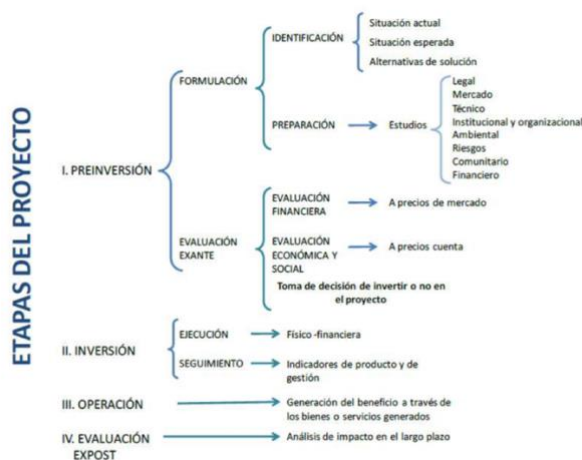 ETAPAS DEL PROYECTO
I. PREINVERSIÓN
FORMULACIÓN
IDENTIFICACIÓN
Situación actual
Situación esperada
Alternativas de solución
PREPARACIÓN
Estudios
Legal
Mercado
Técnico
Institucional y organizacional
Ambiental
Riesgos
Comunitario
Financiero
EVALUACIÓN
EXANTE
EVALUACIÓN
FINANCIERA
A precios de mercado
EVALUACIÓN
ECONÓMICA Y
SOCIAL
A precios cuenta
Toma de decisión de invertir o no en
el proyecto
II. INVERSIÓN
EJECUCIÓN
Físico -financiera
SEGUIMIENTO
Indicadores de producto y de
gestión
III. OPERACIÓN
Generación del beneficio a través de
los bienes o servicios generados
IV. EVALUACIÓN
EXPOST
Análisis de impacto en el largo plazo